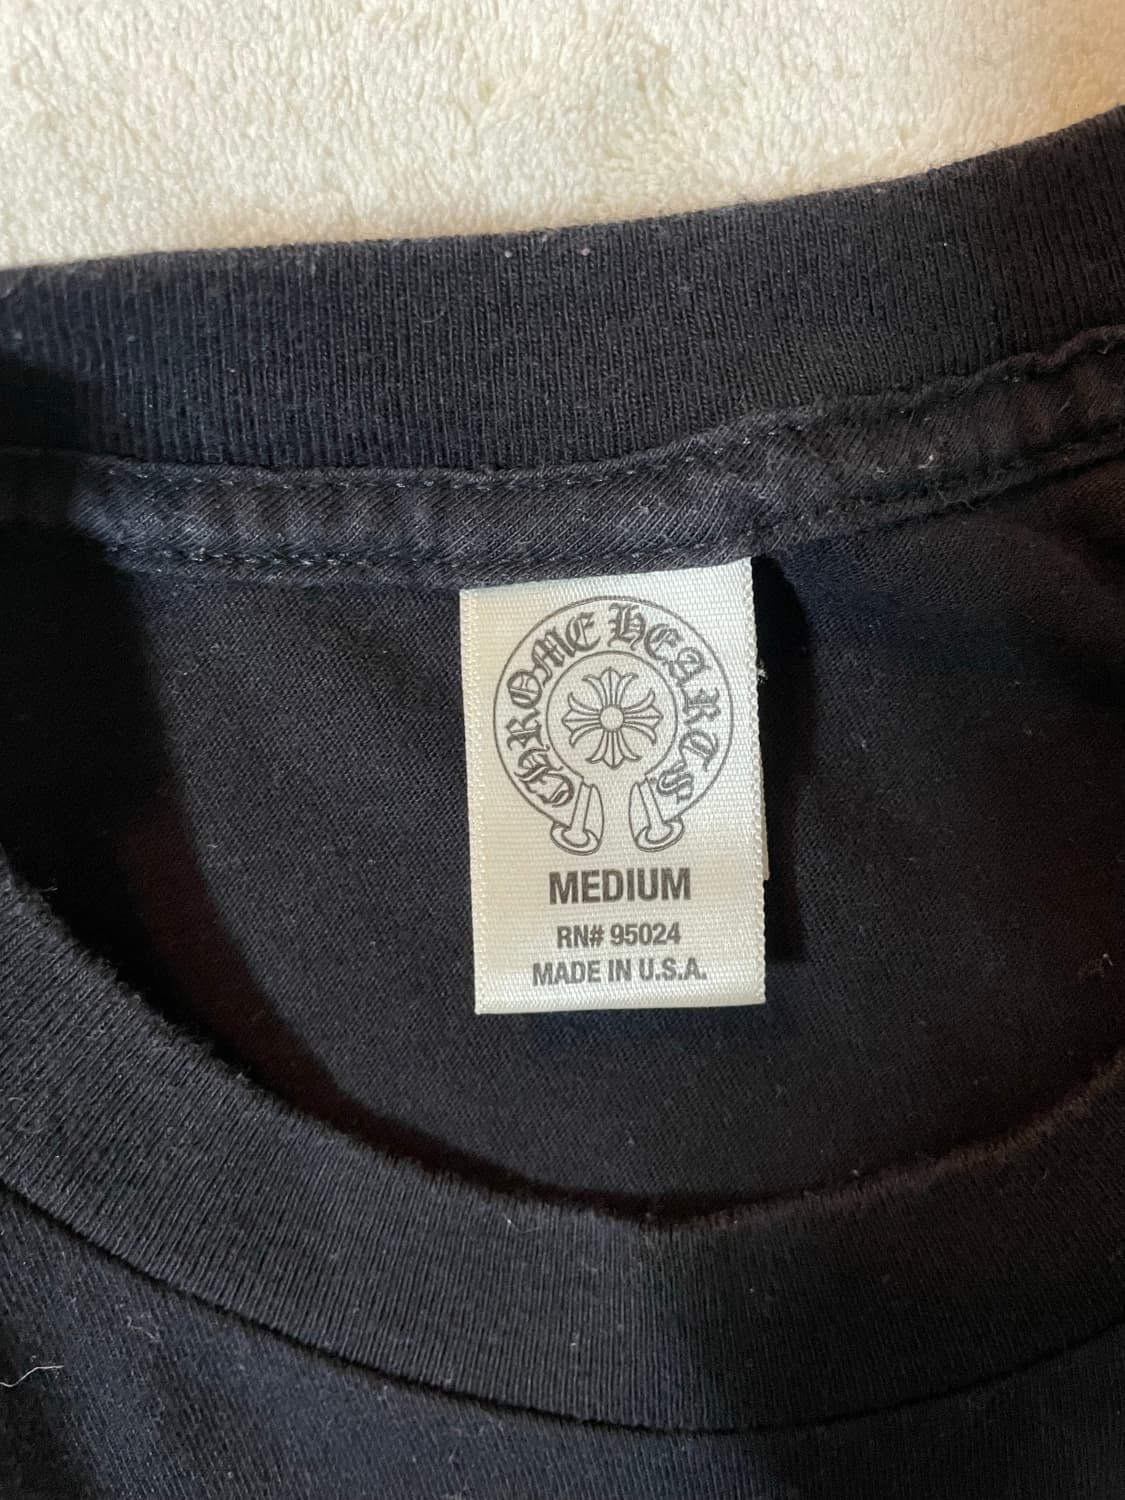 CHROME HEARTS
MEDIUM
RN# 95024
MADE IN U.S.A.